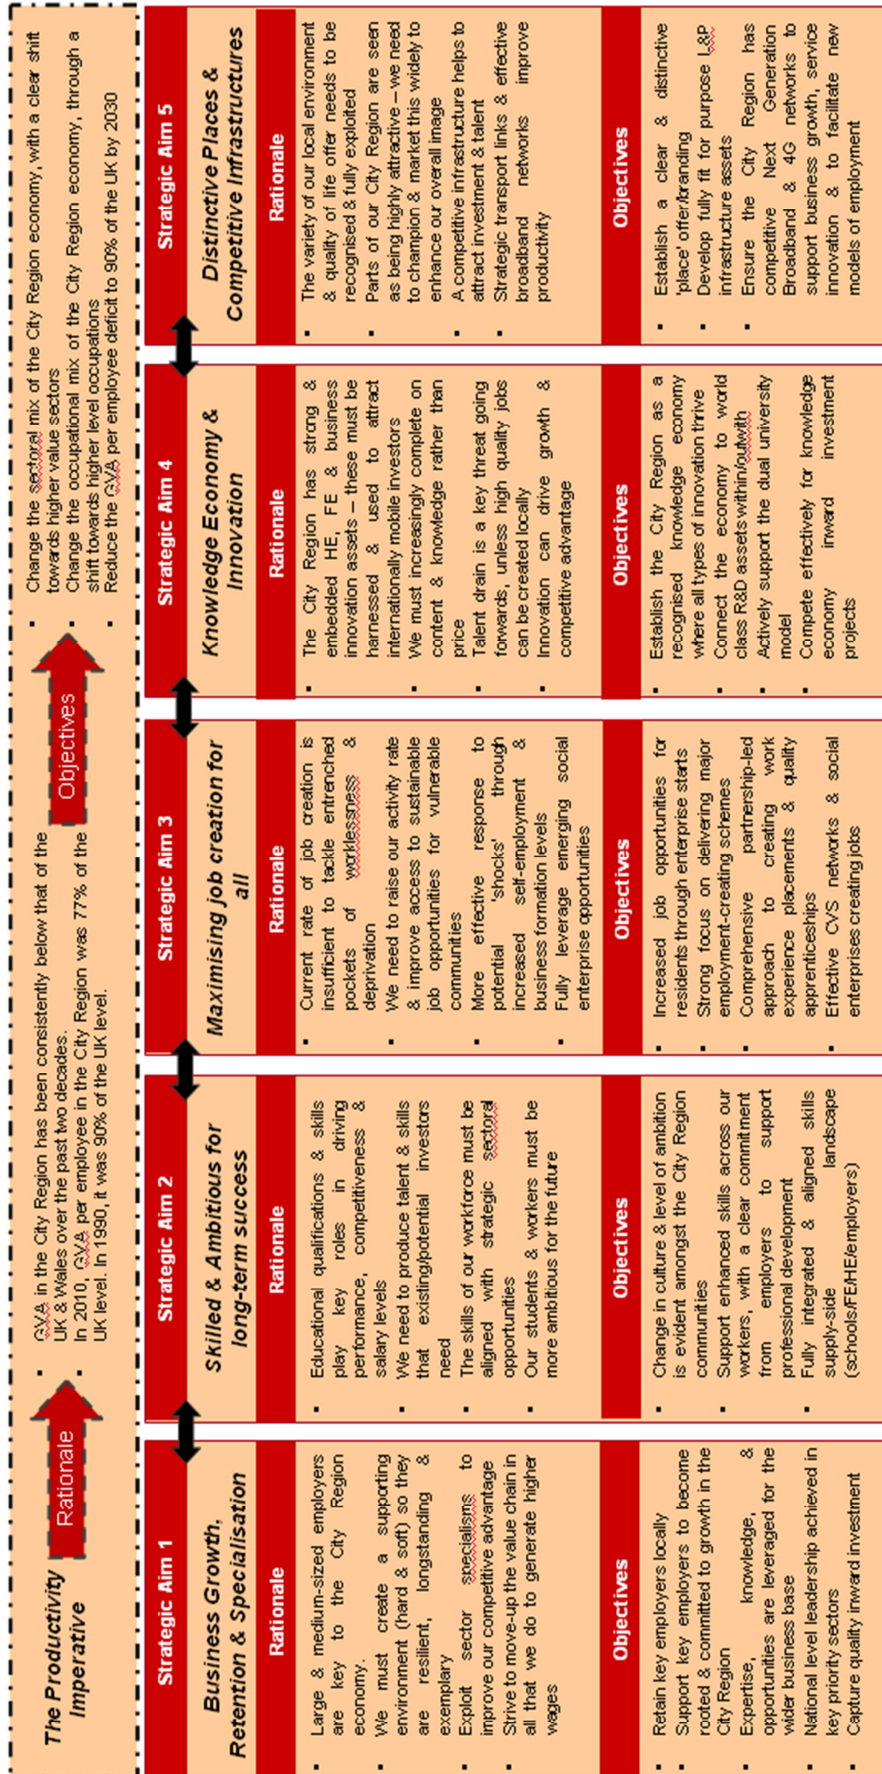 The Productivity
Imperative
Rationale
GVA in the City Region has been consistently below that of the
UK & Wales over the past two decades.
In 2010, GVA per employee in the City Region was 77% of the
UK level. In 1990, it was 90% of the UK level.
Objectives
Change the sectoral mix of the City Region economy, with a clear shift
towards higher value sectors
Change the occupational mix of the City Region economy, through a
shift towards higher level occupations
Reduce the GVA per employee deficit to 90% of the UK by 2030
Strategic Aim 1
Business Growth,
Retention & Specialisation
Rationale
Large & medium-sized employers
are key to the City Region
economy.
We must create a supporting
environment (hard & soft) so they
are resilient, longstanding &
exemplary
Exploit sector specialisms to
improve our competitive advantage
Strive to move-up the value chain in
all that we do to generate higher
wages
Objectives
Retain key employers locally
Support key employers to become
rooted & committed to growth in the
City Region
Expertise, knowledge, &
opportunities are leveraged for the
wider business base
National level leadership achieved in
key priority sectors
Capture quality inward investment
Strategic Aim 2
Skilled & Ambitious for
long-term success
Rationale
Educational qualifications & skills
play key roles in driving
performance, competitiveness &
salary levels
We need to produce talent & skills
that existing/potential investors
need
The skills of our workforce must be
aligned with strategic sectoral
opportunities
Our students & workers must be
more ambitious for the future
Objectives
Change in culture & level of ambition
is evident amongst the City Region
communities
Support enhanced skills across our
workers, with a clear commitment
from employers to support
professional development
Fully integrated & aligned skills
supply-side landscape
(schools/FE/HE/employers)
Strategic Aim 3
Maximising job creation for
all
Rationale
Current rate of job creation is
insufficient to tackle entrenched
pockets of worklessness &
deprivation
We need to raise our activity rate
& improve access to sustainable
job opportunities for vulnerable
communities
More effective response to
potential 'shocks' through
increased self-employment &
business formation levels
Fully leverage emerging social
enterprise opportunities
Objectives
Increased job opportunities for
residents through enterprise starts
Strong focus on delivering major
employment-creating schemes
Comprehensive partnership-led
approach to creating work
experience placements & quality
apprenticeships
Effective CVS networks & social
enterprises creating jobs
Strategic Aim 4
Knowledge Economy &
Innovation
Rationale
The City Region has strong &
embedded HE, FE & business
innovation assets – these must be
harnessed & used to attract
internationally mobile investors
We must increasingly complete on
content & knowledge rather than
price
Talent drain is a key threat going
forwards, unless high quality jobs
can be created locally
Innovation can drive growth &
competitive advantage
Objectives
Establish the City Region as a
recognised knowledge economy
where all types of innovation thrive
Connect the economy to world
class R&D assets within/outwith
Actively support the dual university
model
Compete effectively for knowledge
economy inward investment
projects
Strategic Aim 5
Distinctive Places &
Competitive Infrastructures
Rationale
The variety of our local environment
& quality of life offer needs to be
recognised & fully exploited
Parts of our City Region are seen
as being highly attractive – we need
to champion & market this widely to
enhance our overall image
A competitive infrastructure helps to
attract investment & talent
Strategic transport links & effective
broadband networks improve
productivity
Objectives
Establish a clear & distinctive
'place' offer/branding
Develop fully fit for purpose L&P
infrastructure assets
Ensure the City Region has
competitive Next Generation
Broadband & 4G networks to
support business growth, service
innovation & to facilitate new
models of employment